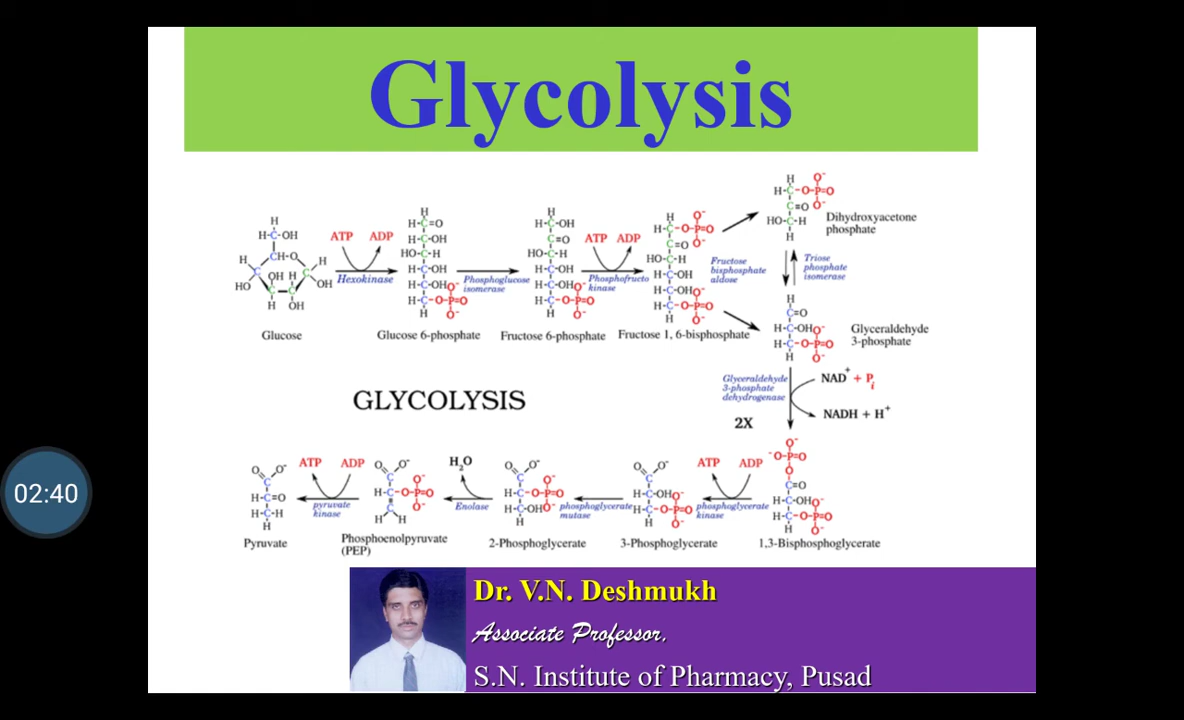 Glycolysis
ATP ADP
Hexokinase
Phosphoglucose
isomerase
ATP ADP
Phosphofructo
kinase
Fructose
bisphosphate
aldose
Dihydroxyacetone
phosphate
Triose
phosphate
isomerase
Glucose
Glucose 6-phosphate
Fructose 6-phosphate
Fructose 1, 6-bisphosphate
Glyceraldehyde
3-phosphate
Glyceraldehyde
3-phosphate
dehydrogenase
NAD+ + Pi
NADH + H+
2X
GLYCOLYSIS
02:40
ATP ADP
pyruvate
kinase
H2O
Enolase
phosphoglycerate
mutase
ATP ADP
phosphoglycerate
kinase
Pyruvate
Phosphoenolpyruvate
(PEP)
2-Phosphoglycerate
3-Phosphoglycerate
1,3-Bisphosphoglycerate
Dr. V.N. Deshmukh
Associate Professor,
S.N. Institute of Pharmacy, Pusad